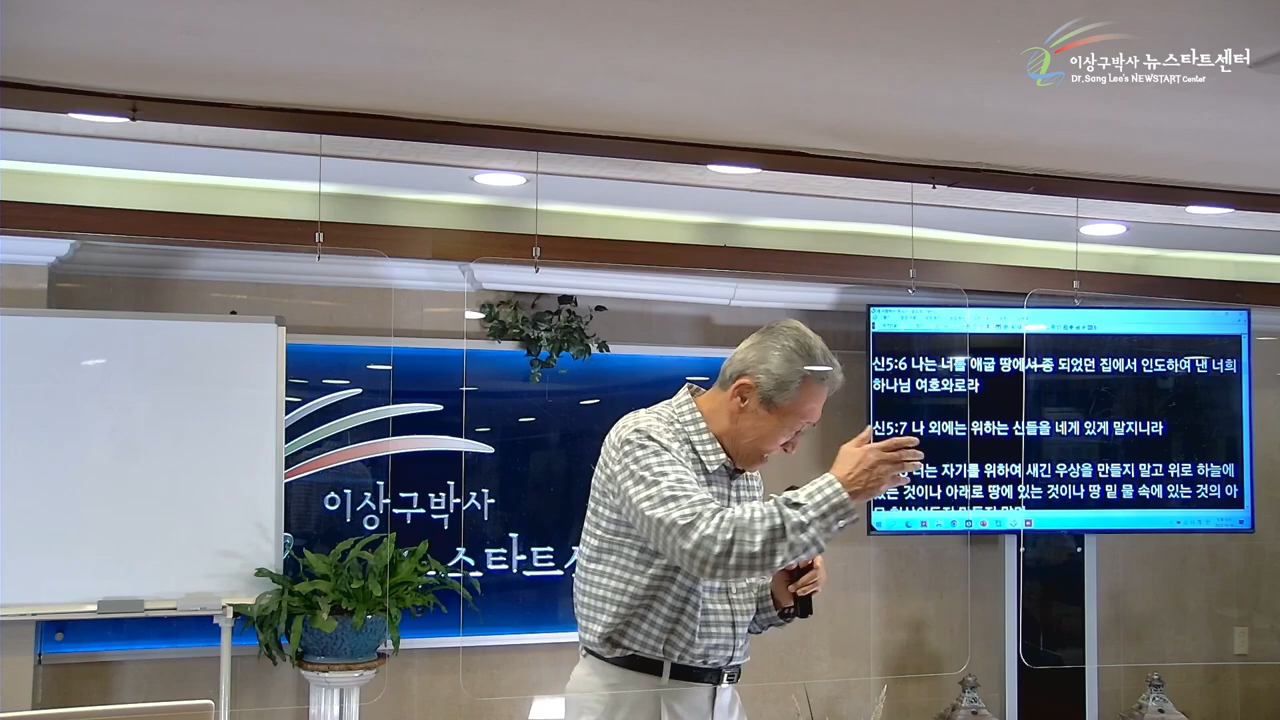 이상구박사 뉴스타트센터
Dr. Sang Lee's NEWSTART Center
신5:6 나는 너를 애굽 땅에서 종 되었던 집에서 인도하여 낸 너희
하나님 여호와로라
신5:7 나 외에는 위하는 신들을 네게 있게 말지니라
너는 자기를 위하여 새긴 우상을 만들지 말고 위로 하늘에
있는 것이나 아래로 땅에 있는 것이나 땅 밑 물 속에 있는 것의 아
이상구박사
스타트